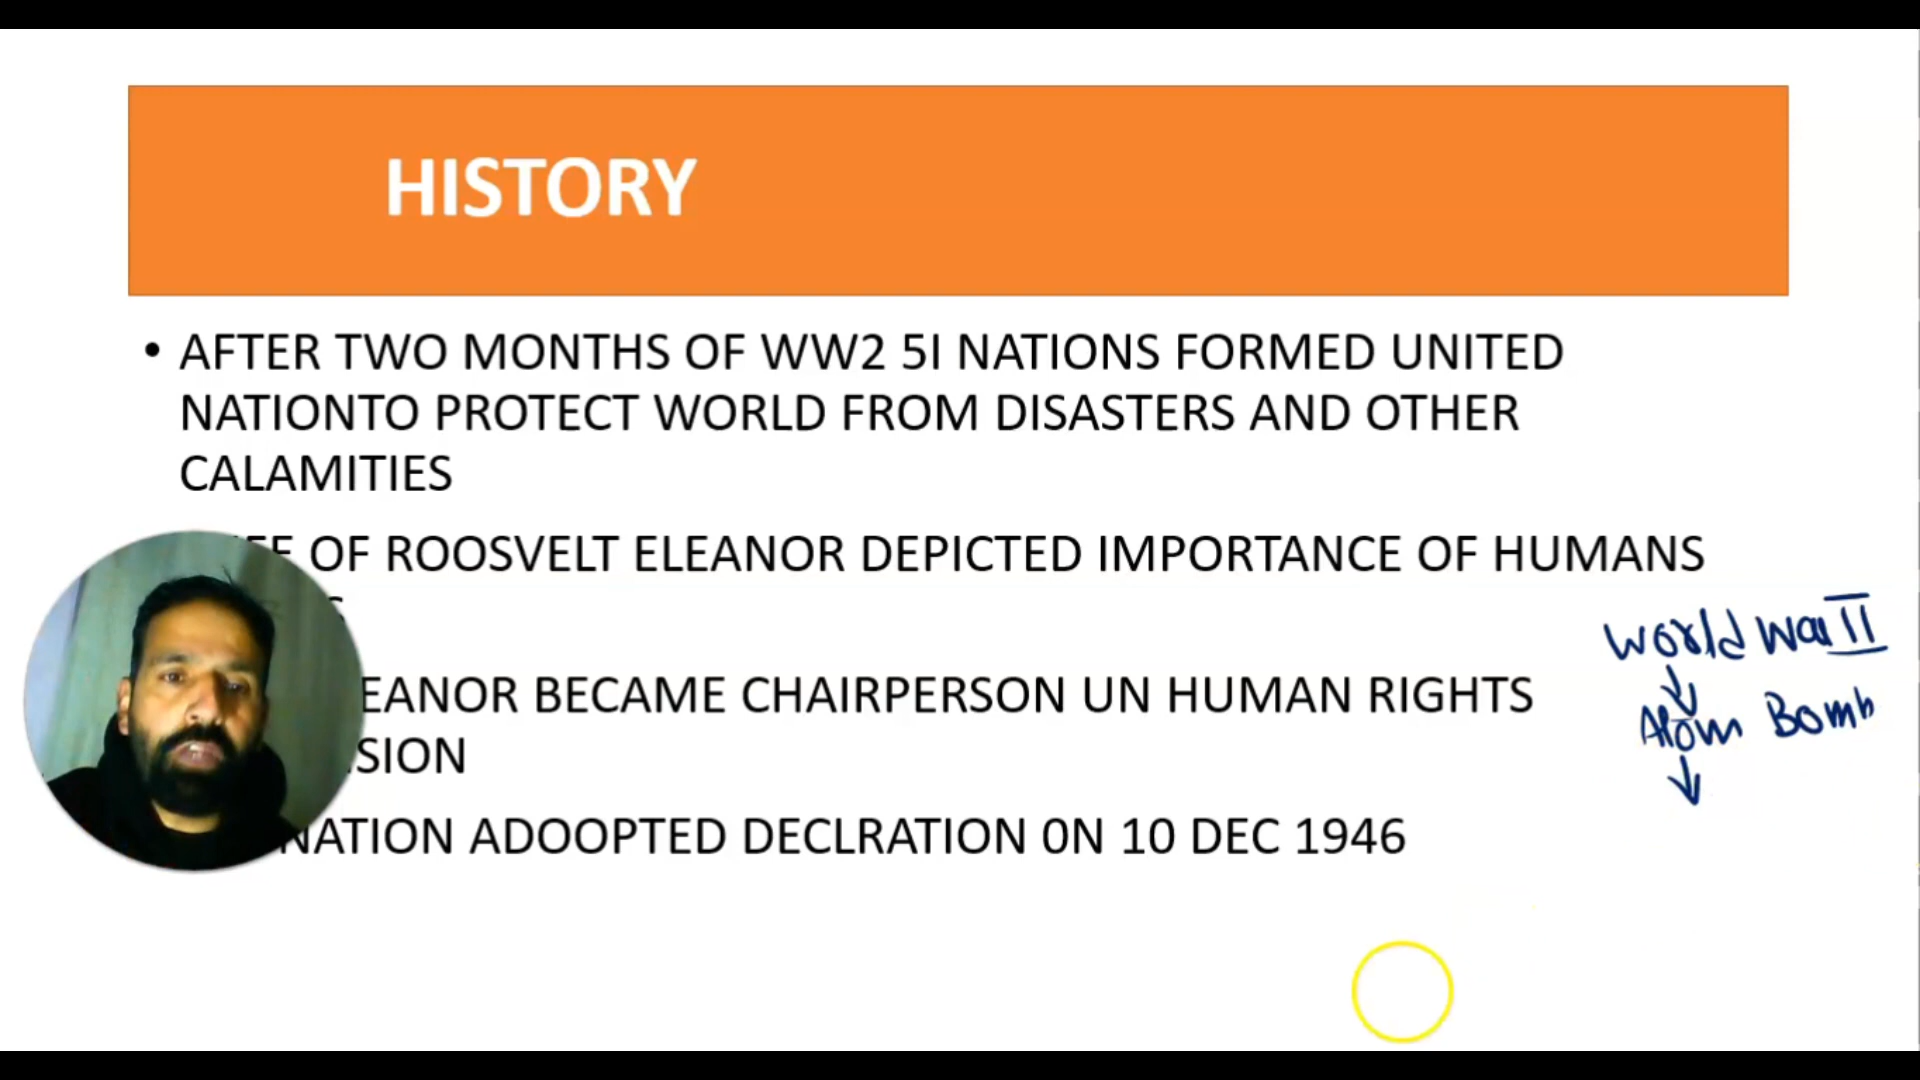 HISTORY
• AFTER TWO MONTHS OF WW2 5I NATIONS FORMED UNITED
NATIONTO PROTECT WORLD FROM DISASTERS AND OTHER
CALAMITIES
OF ROOSVELT ELEANOR DEPICTED IMPORTANCE OF HUMANS
EANOR BECAME CHAIRPERSON UN HUMAN RIGHTS
SION
NATION ADOOPTED DECLRATION 0N 10 DEC 1946
World War II
↓
Atom Bomb
↓